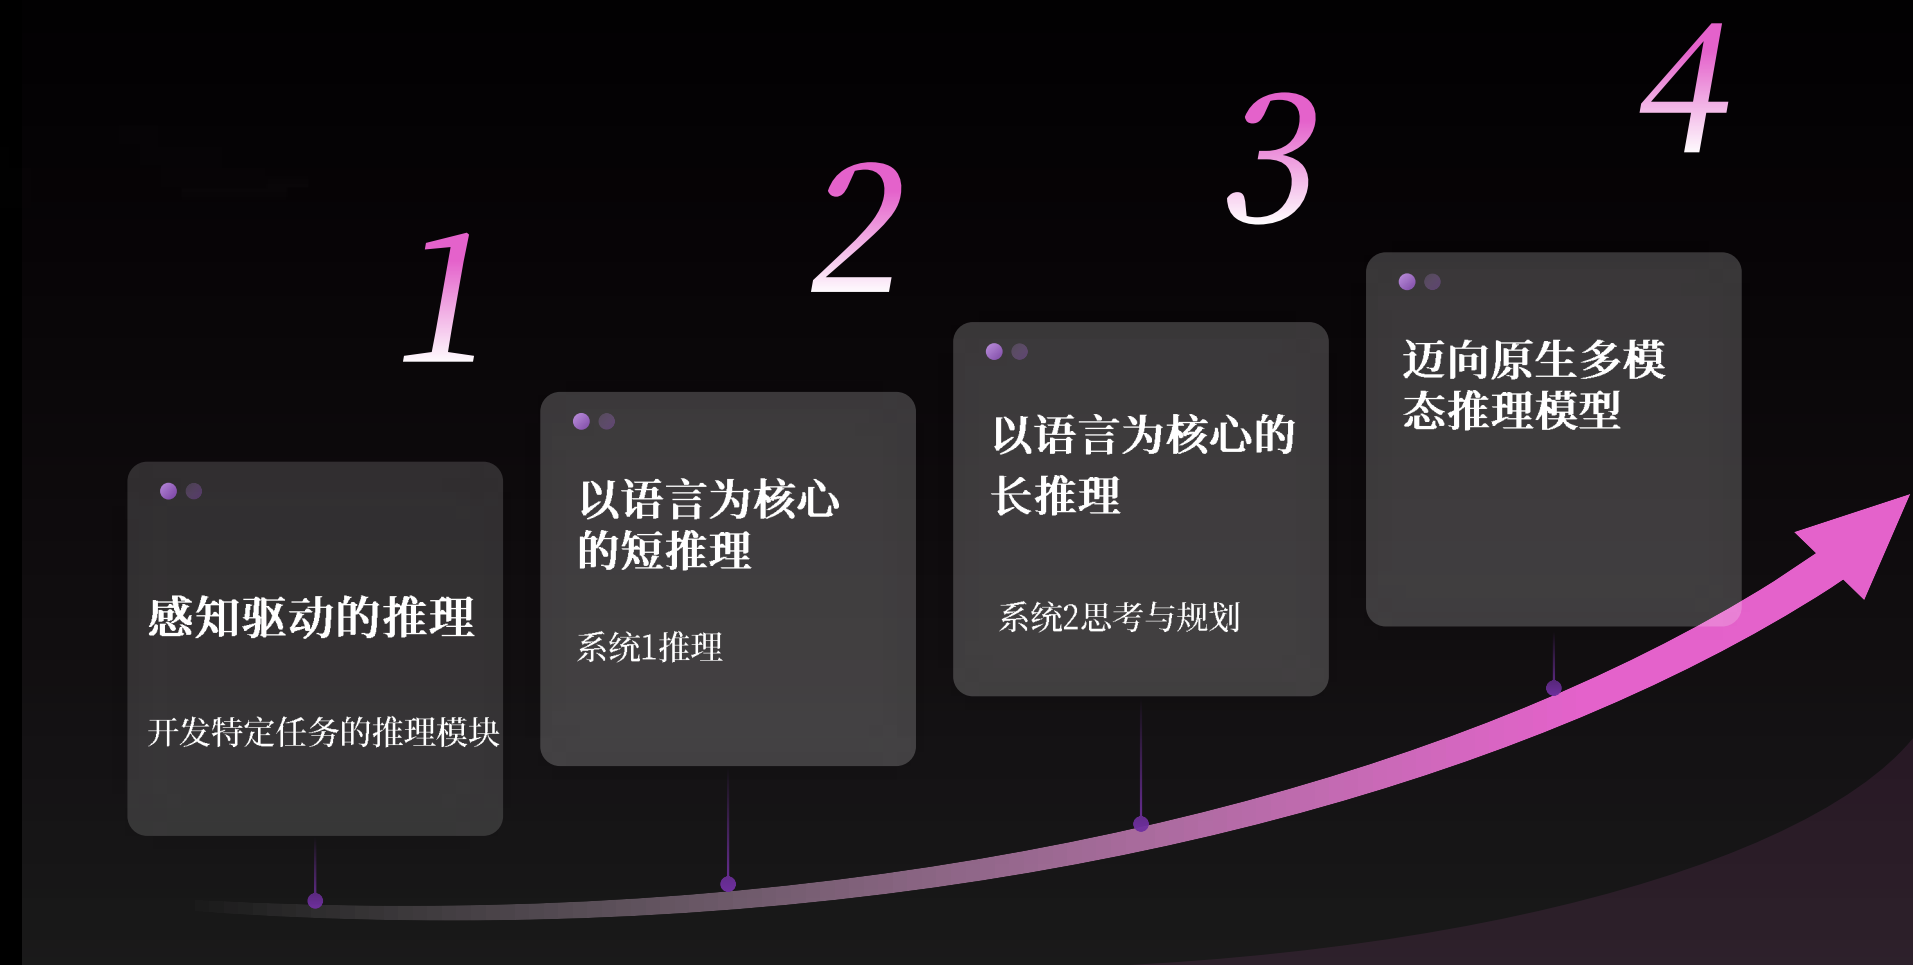 1
感知驱动的推理
开发特定任务的推理模块
2
以语言为核心
的短推理
系统1推理
3
以语言为核心的
长推理
系统2思考与规划
4
迈向原生多模
态推理模型